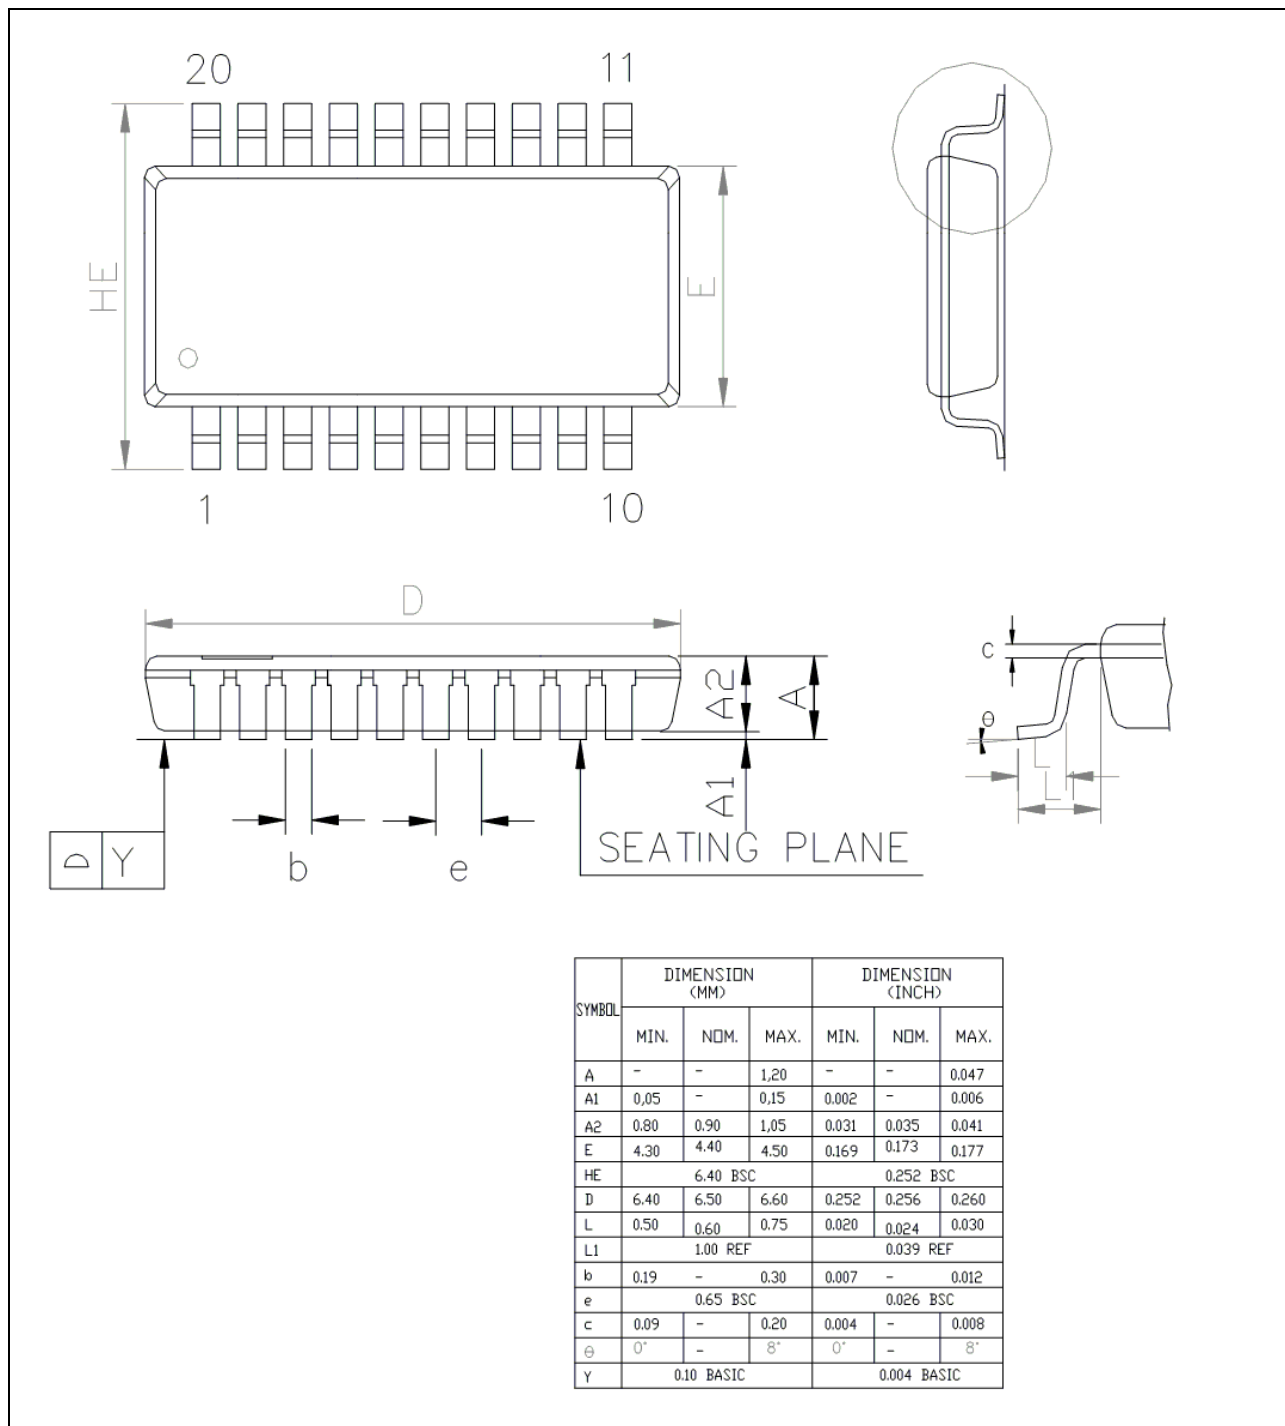 20 11
HE
E
1 10
D
A2
A
A1
c
θ
L
L
Y
b
e
SEATING PLANE
SYMBOL DIMENSION (MM) DIMENSION (INCH)
MIN. NOM. MAX. MIN. NOM. MAX.
A - - 1,20 - - 0.047
A1 0,05 - 0,15 0.002 - 0.006
A2 0.80 0.90 1,05 0.031 0.035 0.041
E 4.30 4.40 4.50 0.169 0.173 0.177
HE 6.40 BSC 0.252 BSC
D 6.40 6.50 6.60 0.252 0.256 0.260
L 0.50 0.60 0.75 0.020 0.024 0.030
L1 1.00 REF 0.039 REF
b 0.19 - 0.30 0.007 - 0.012
e 0.65 BSC 0.026 BSC
c 0.09 - 0.20 0.004 - 0.008
θ 0° - 8° 0° - 8°
Y 0.10 BASIC 0.004 BASIC